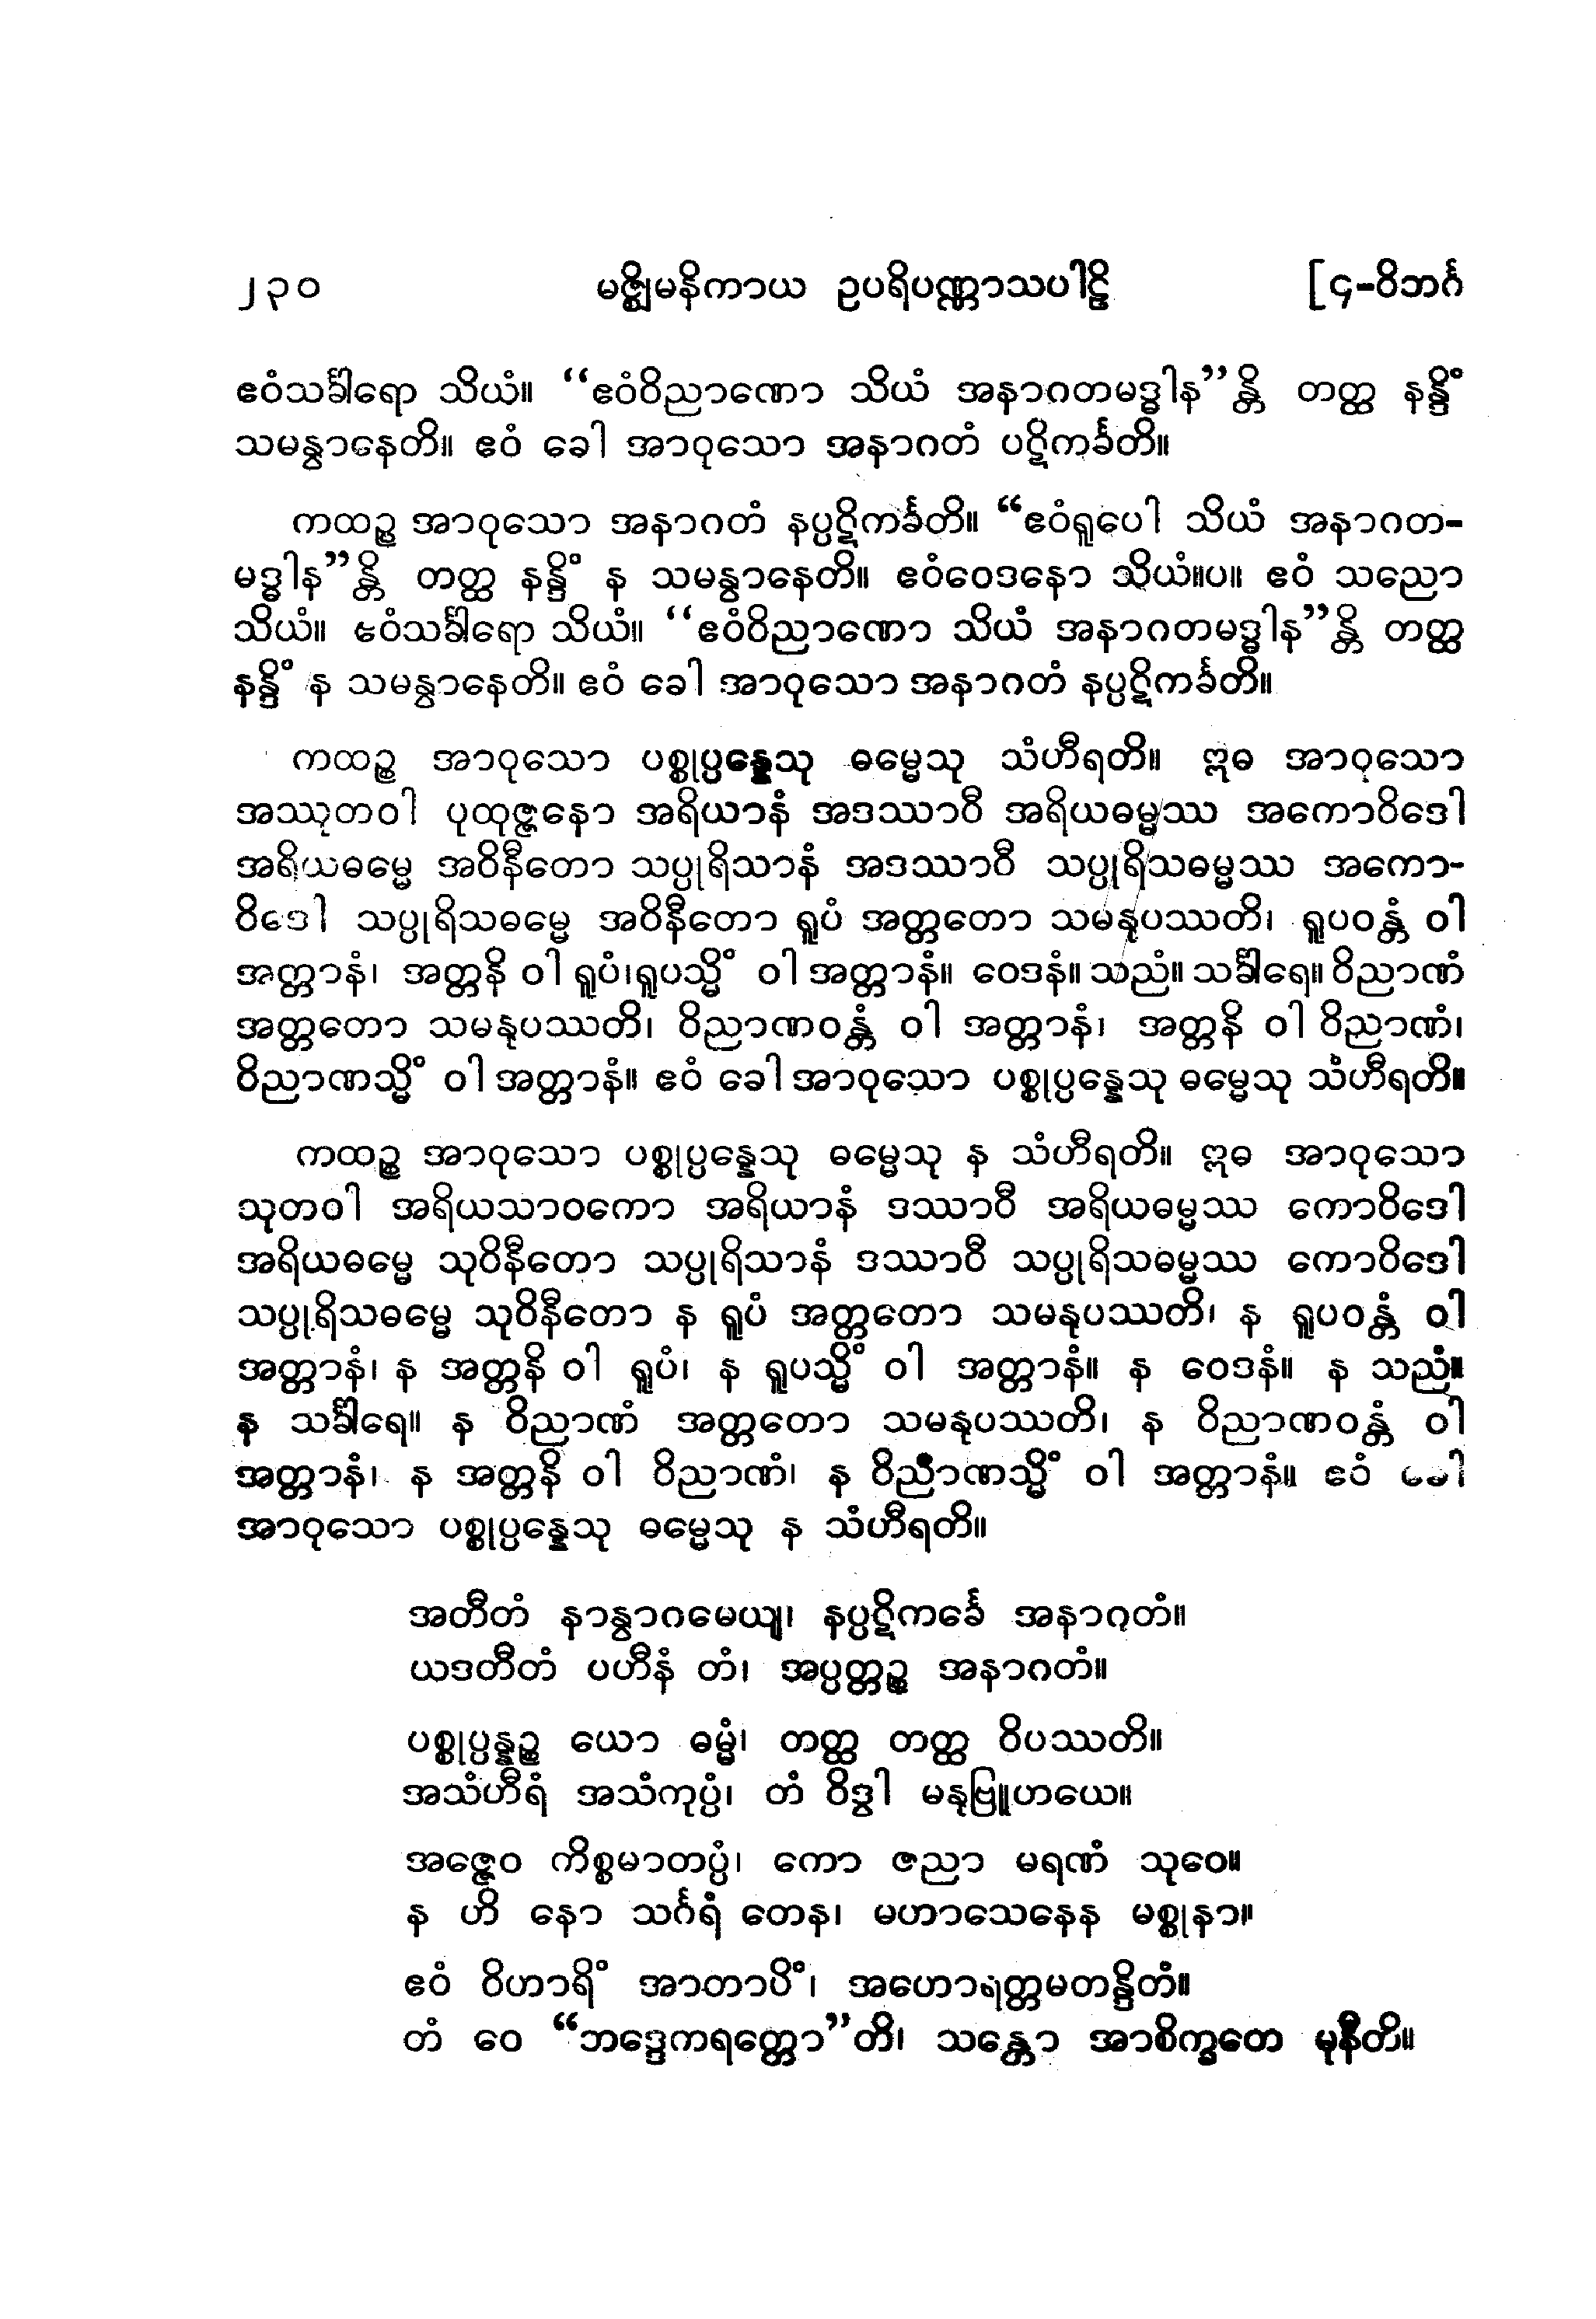 ၂၃၀ မဇ္ဈိမနိကာယ ဥပရိပဏ္ဏာသပါဠိ [၄-ဝိဘင်္ဂ
ဧဝံသင်္ခါရော သိယံ။ “ဧဝံဝိညာဏော သိယံ အနာဂတမဒ္ဓါန”န္တိ တတ္ထ နန္ဒိံ
သမန္ဝာနေတိ။ ဧဝံ ခေါ အာဝုသော အနာဂတံ ပဋိကင်္ခတိ။
ကထဉ္စ အာဝုသော အနာဂတံ နပ္ပဋိကင်္ခတိ။ “ဧဝံရူပေါ သိယံ အနာဂတ-
မဒ္ဓါန”န္တိ တတ္ထ နန္ဒိံ န သမန္ဝာနေတိ။ ဧဝံဝေဒနော သိယံ။ပ။ ဧဝံ သညော
သိယံ။ ဧဝံသင်္ခါရော သိယံ။ “ဧဝံဝိညာဏော သိယံ အနာဂတမဒ္ဓါန”န္တိ တတ္ထ
နန္ဒိံ န သမန္ဝာနေတိ။ ဧဝံ ခေါ အာဝုသော အနာဂတံ နပ္ပဋိကင်္ခတိ။
ကထဉ္စ အာဝုသော ပစ္စုပ္ပန္နေသု ဓမ္မေသု သံဟီရတိ။ ဣဓ အာဝုသော
အဿုတဝါ ပုထုဇ္ဇနော အရိယာနံ အဒဿာဝီ အရိယဓမ္မဿ အကောဝိဒေါ
အရိယဓမ္မေ အဝိနီတော သပ္ပုရိသာနံ အဒဿာဝီ သပ္ပုရိသဓမ္မဿ အကော-
ဝိဒေါ သပ္ပုရိသဓမ္မေ အဝိနီတော ရူပံ အတ္တတော သမနုပဿတိ၊ ရူပဝန္တံ ဝါ
အတ္တာနံ၊ အတ္တနိ ဝါ ရူပံ၊ရူပသ္မိံ ဝါ အတ္တာနံ။ ဝေဒနံ။ သညံ။ သင်္ခါရေ။ ဝိညာဏံ
အတ္တတော သမနုပဿတိ၊ ဝိညာဏဝန္တံ ဝါ အတ္တာနံ၊ အတ္တနိ ဝါ ဝိညာဏံ၊
ဝိညာဏသ္မိံ ဝါ အတ္တာနံ။ ဧဝံ ခေါ အာဝုသော ပစ္စုပ္ပန္နေသု ဓမ္မေသု သံဟီရတိ။
ကထဉ္စ အာဝုသော ပစ္စုပ္ပန္နေသု ဓမ္မေသု န သံဟီရတိ။ ဣဓ အာဝုသော
သုတဝါ အရိယသာဝကော အရိယာနံ ဒဿာဝီ အရိယဓမ္မဿ ကောဝိဒေါ
အရိယဓမ္မေ သုဝိနီတော သပ္ပုရိသာနံ ဒဿာဝီ သပ္ပုရိသဓမ္မဿ ကောဝိဒေါ
သပ္ပုရိသဓမ္မေ သုဝိနီတော န ရူပံ အတ္တတော သမနုပဿတိ၊ န ရူပဝန္တံ ဝါ
အတ္တာနံ၊ န အတ္တနိ ဝါ ရူပံ၊ န ရူပသ္မိံ ဝါ အတ္တာနံ။ န ဝေဒနံ။ န သညံ။
န သင်္ခါရေ။ န ဝိညာဏံ အတ္တတော သမနုပဿတိ၊ န ဝိညာဏဝန္တံ ဝါ
အတ္တာနံ၊ န အတ္တနိ ဝါ ဝိညာဏံ၊ န ဝိညာဏသ္မိံ ဝါ အတ္တာနံ။ ဧဝံ ခေါ
အာဝုသော ပစ္စုပ္ပန္နေသု ဓမ္မေသု န သံဟီရတိ။
အတီတံ နာန္ဝာဂမေယျ၊ နပ္ပဋိကင်္ခေ အနာဂတံ။
ယဒတီတံ ပဟီနံ တံ၊ အပ္ပတ္တဉ္စ အနာဂတံ။
ပစ္စုပ္ပန္နဉ္စ ယော ဓမ္မံ၊ တတ္ထ တတ္ထ ဝိပဿတိ။
အသံဟီရံ အသံကုပ္ပံ၊ တံ ဝိဒွါ မနုဗြူဟယေ။
အဇ္ဇေဝ ကိစ္စမာတပ္ပံ၊ ကော ဇညာ မရဏံ သုဝေ။
န ဟိ နော သင်္ဂရံ တေန၊ မဟာသေနေန မစ္စုနာ။
ဧဝံ ဝိဟာရိံ အာတာပိံ၊ အဟောရတ္တမတန္ဒိတံ။
တံ ဝေ “ဘဒ္ဒေကရတ္တော”တိ၊ သန္တော အာစိက္ခတေ မုနီတိ။